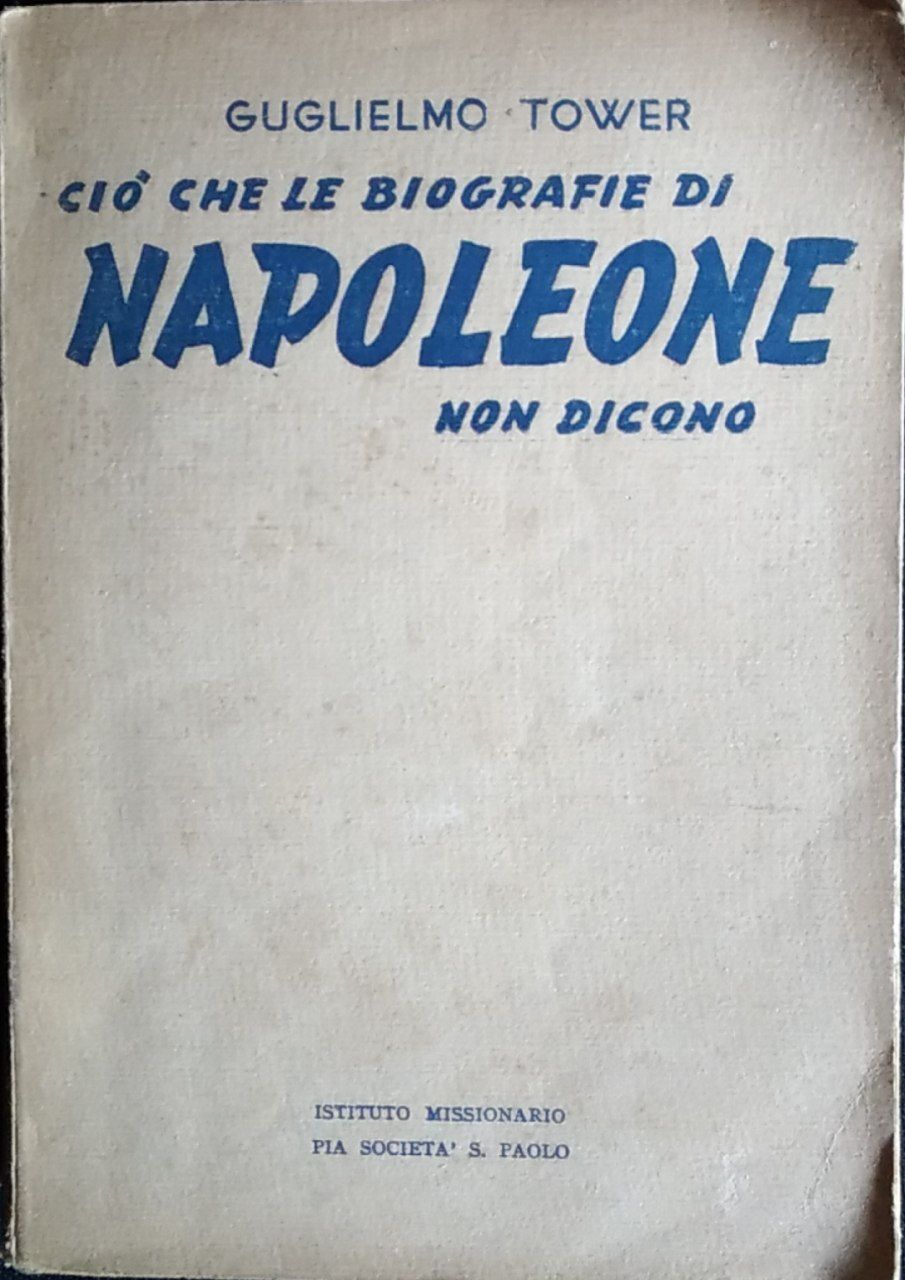 GUGLIELMO TOWER
CIÒ CHE LE BIOGRAFIE DI
NAPOLEONE
NON DICONO
ISTITUTO MISSIONARIO
PIA SOCIETA' S. PAOLO